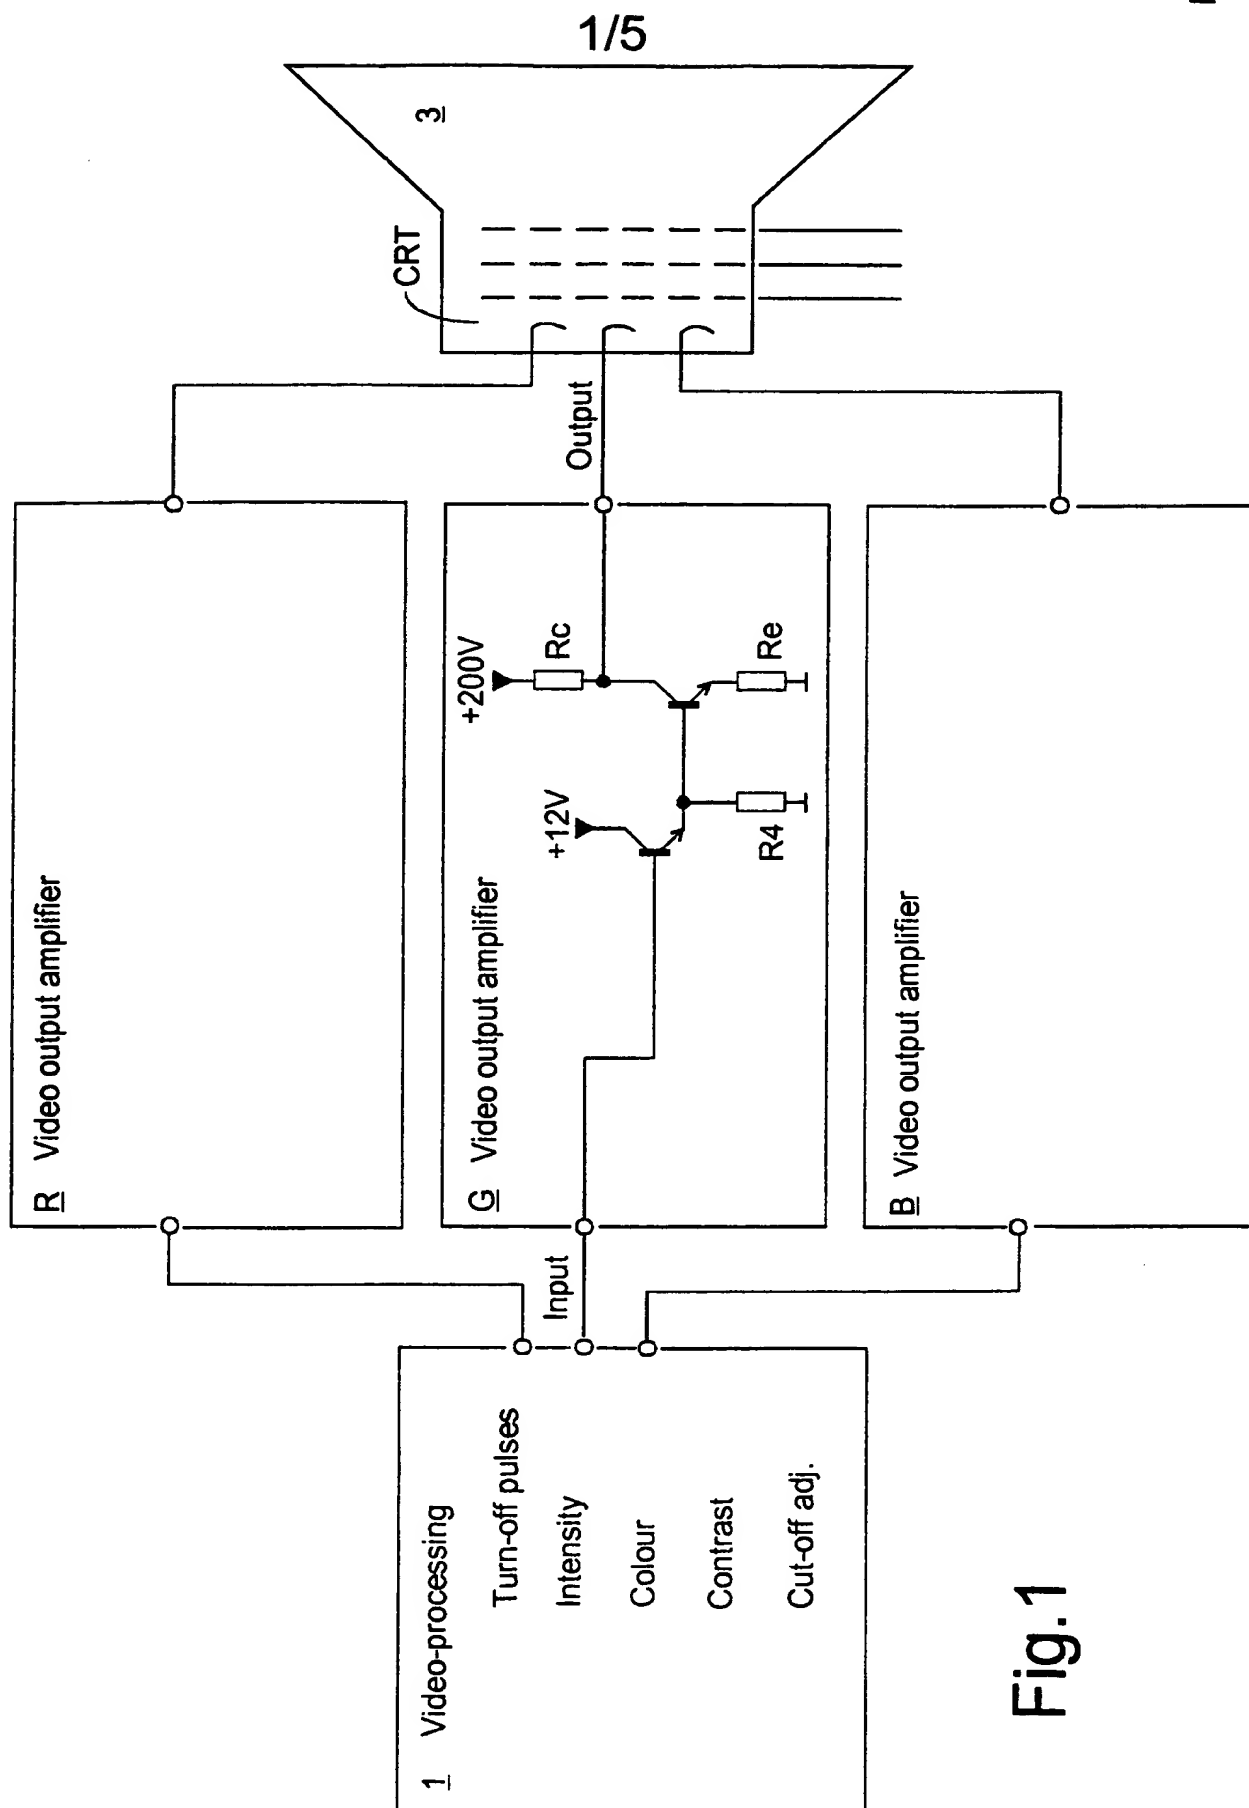 1/5
3
CRT
Output
R Video output amplifier
G Video output amplifier
+200V
Rc
+12V
Re
R4
B Video output amplifier
Input
1 Video-processing
Turn-off pulses
Intensity
Colour
Contrast
Cut-off adj.
Fig.1